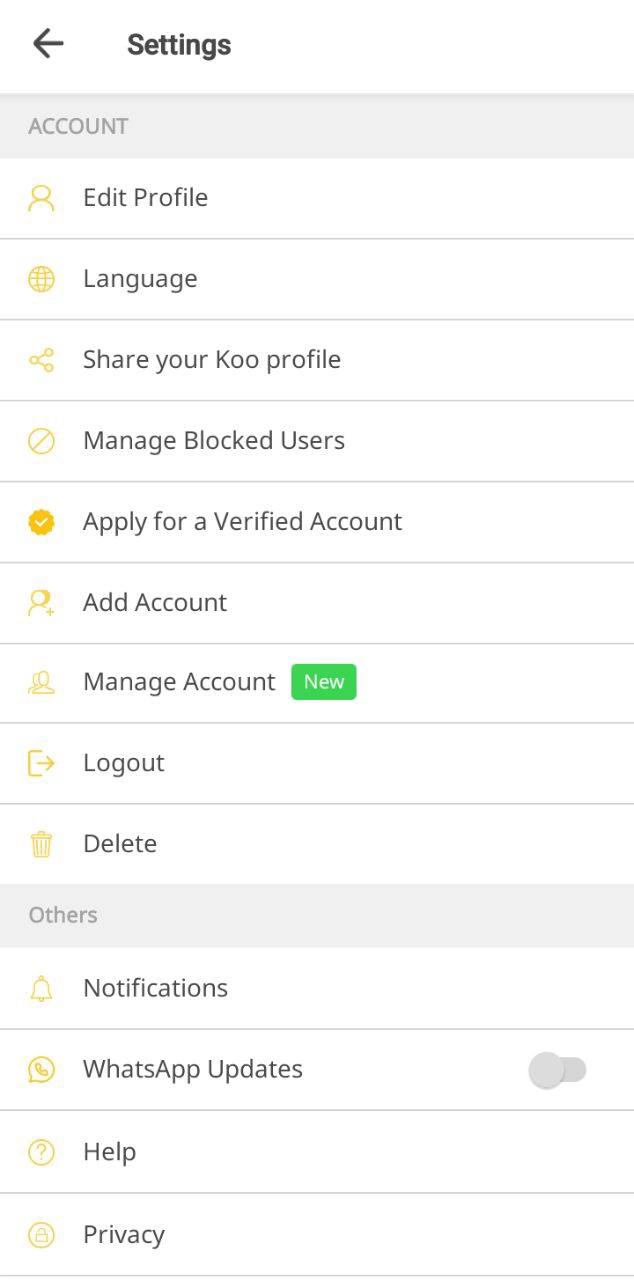 Settings
ACCOUNT
Edit Profile
Language
Share your Koo profile
Manage Blocked Users
Apply for a Verified Account
Add Account
Manage Account New
Logout
Delete
Others
Notifications
WhatsApp Updates
Help
Privacy